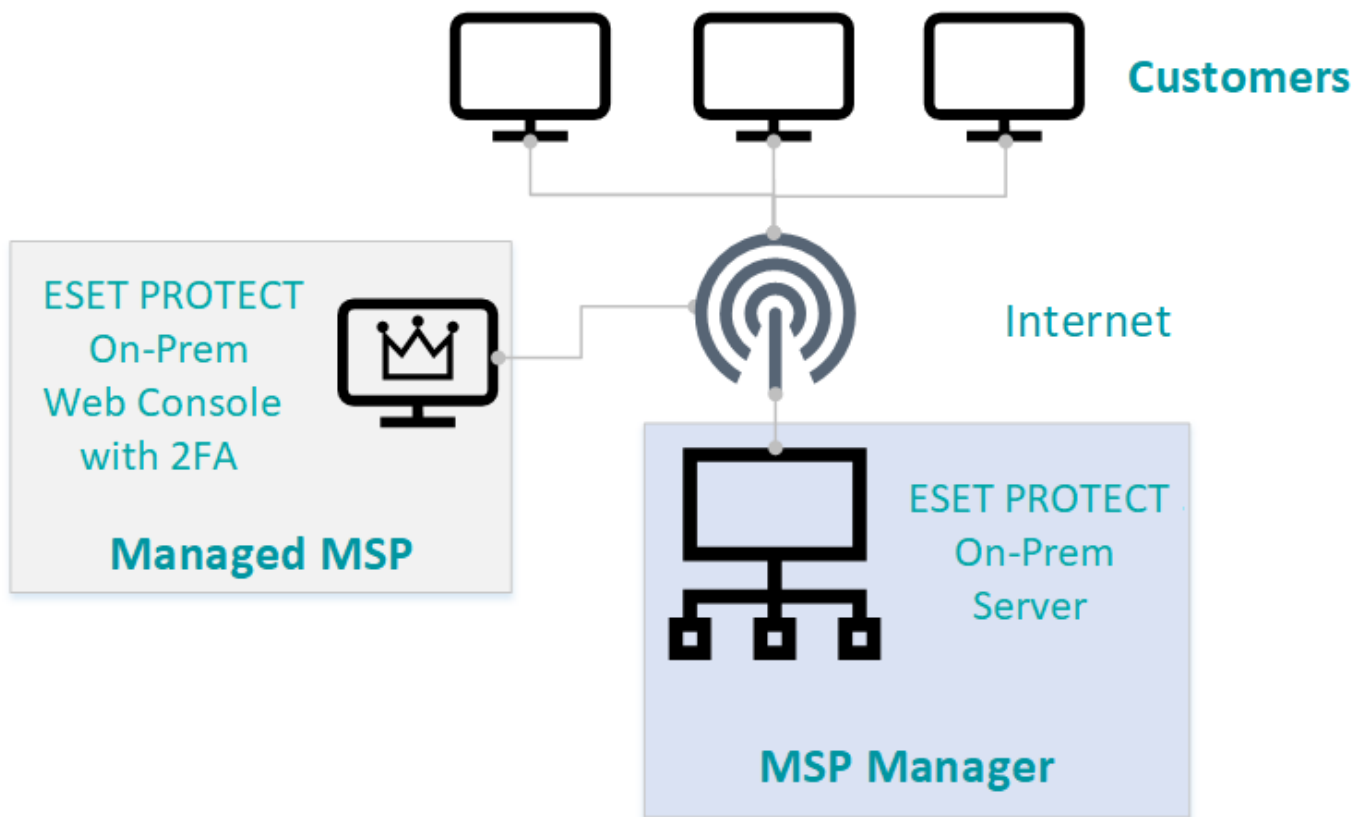 Customers
ESET PROTECT
On-Prem
Web Console
with 2FA
Managed MSP
Internet
ESET PROTECT
On-Prem
Server
MSP Manager